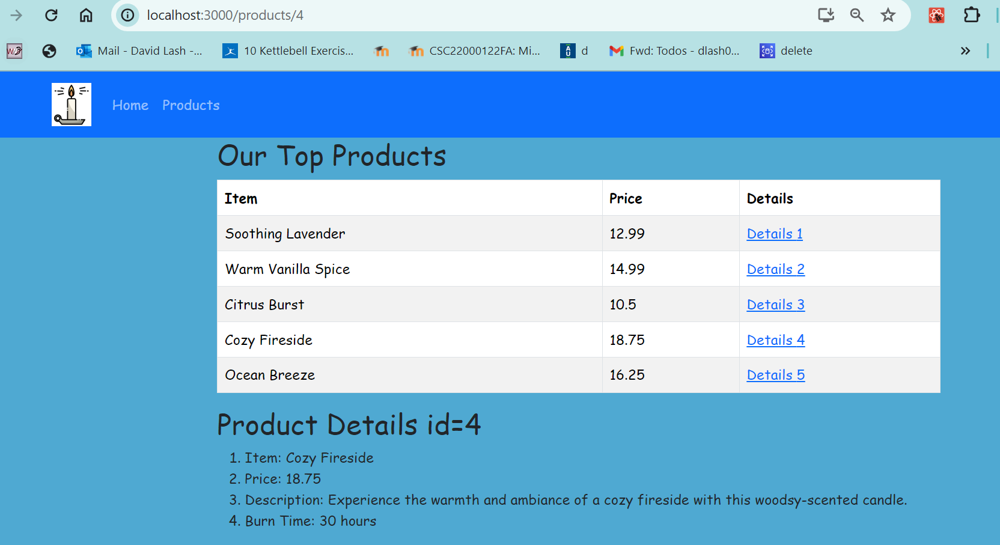 localhost:3000/products/4
W3
Mail - David Lash -...
10 Kettlebell Exercis...
CSC22000122FA: Mi...
AU
d
Fwd: Todos - dlash0...
delete
Home Products
Our Top Products
Item Price Details
Soothing Lavender 12.99 Details 1
Warm Vanilla Spice 14.99 Details 2
Citrus Burst 10.5 Details 3
Cozy Fireside 18.75 Details 4
Ocean Breeze 16.25 Details 5
Product Details id=4
1. Item: Cozy Fireside
2. Price: 18.75
3. Description: Experience the warmth and ambiance of a cozy fireside with this woodsy-scented candle.
4. Burn Time: 30 hours